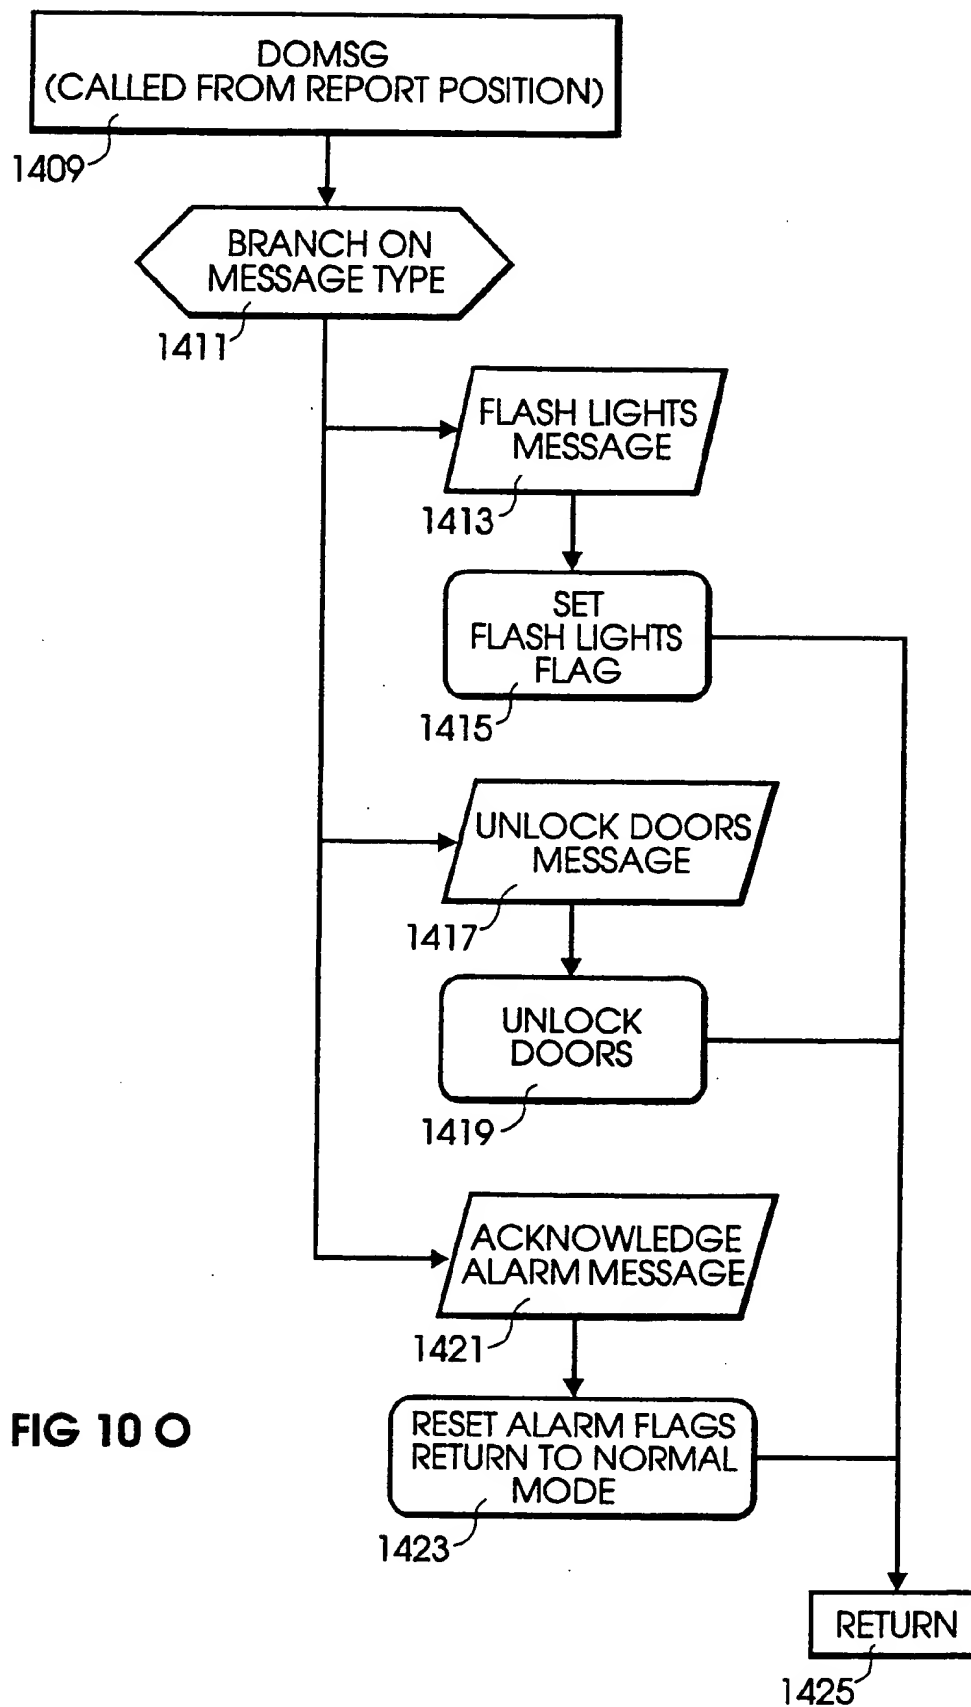 DOMSG
(CALLED FROM REPORT POSITION)
1409
BRANCH ON
MESSAGE TYPE
1411
FLASH LIGHTS
MESSAGE
1413
SET
FLASH LIGHTS
FLAG
1415
UNLOCK DOORS
MESSAGE
1417
UNLOCK
DOORS
1419
ACKNOWLEDGE
ALARM MESSAGE
1421
RESET ALARM FLAGS
RETURN TO NORMAL
MODE
1423
FIG 10 O
RETURN
1425